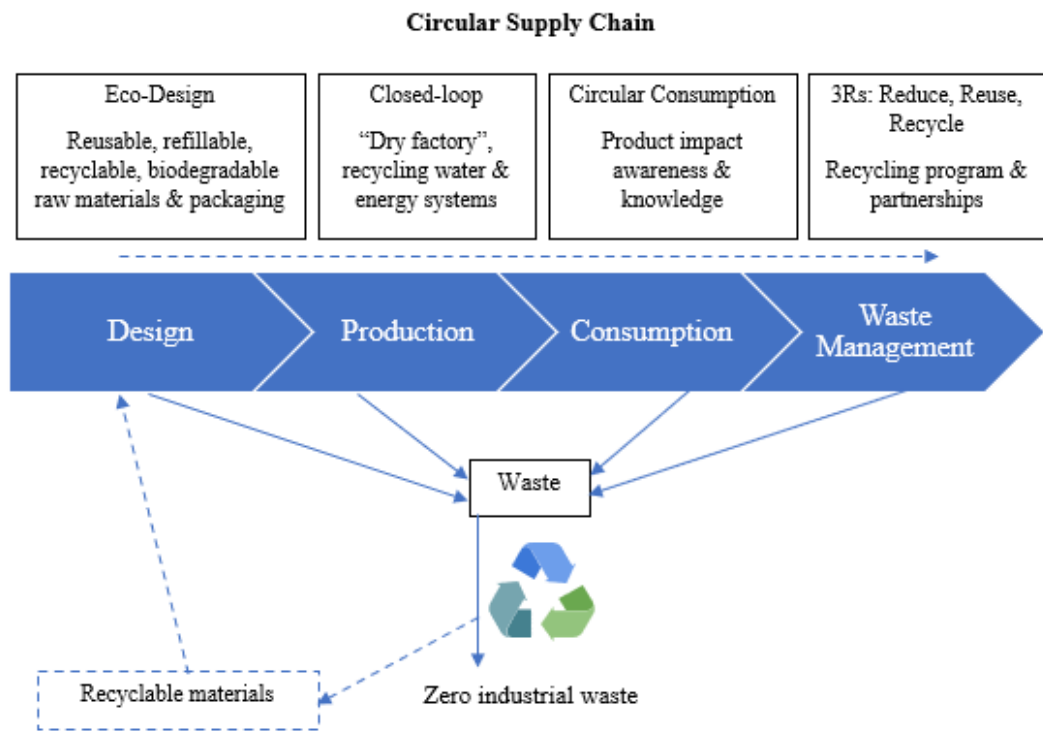 Circular Supply Chain
Eco-Design
Reusable, refillable,
recyclable, biodegradable
raw materials & packaging
Closed-loop
“Dry factory”,
recycling water &
energy systems
Circular Consumption
Product impact
awareness &
knowledge
3Rs: Reduce, Reuse,
Recycle
Recycling program &
partnerships
Design
Production
Consumption
Waste
Management
Waste
Recyclable materials
Zero industrial waste